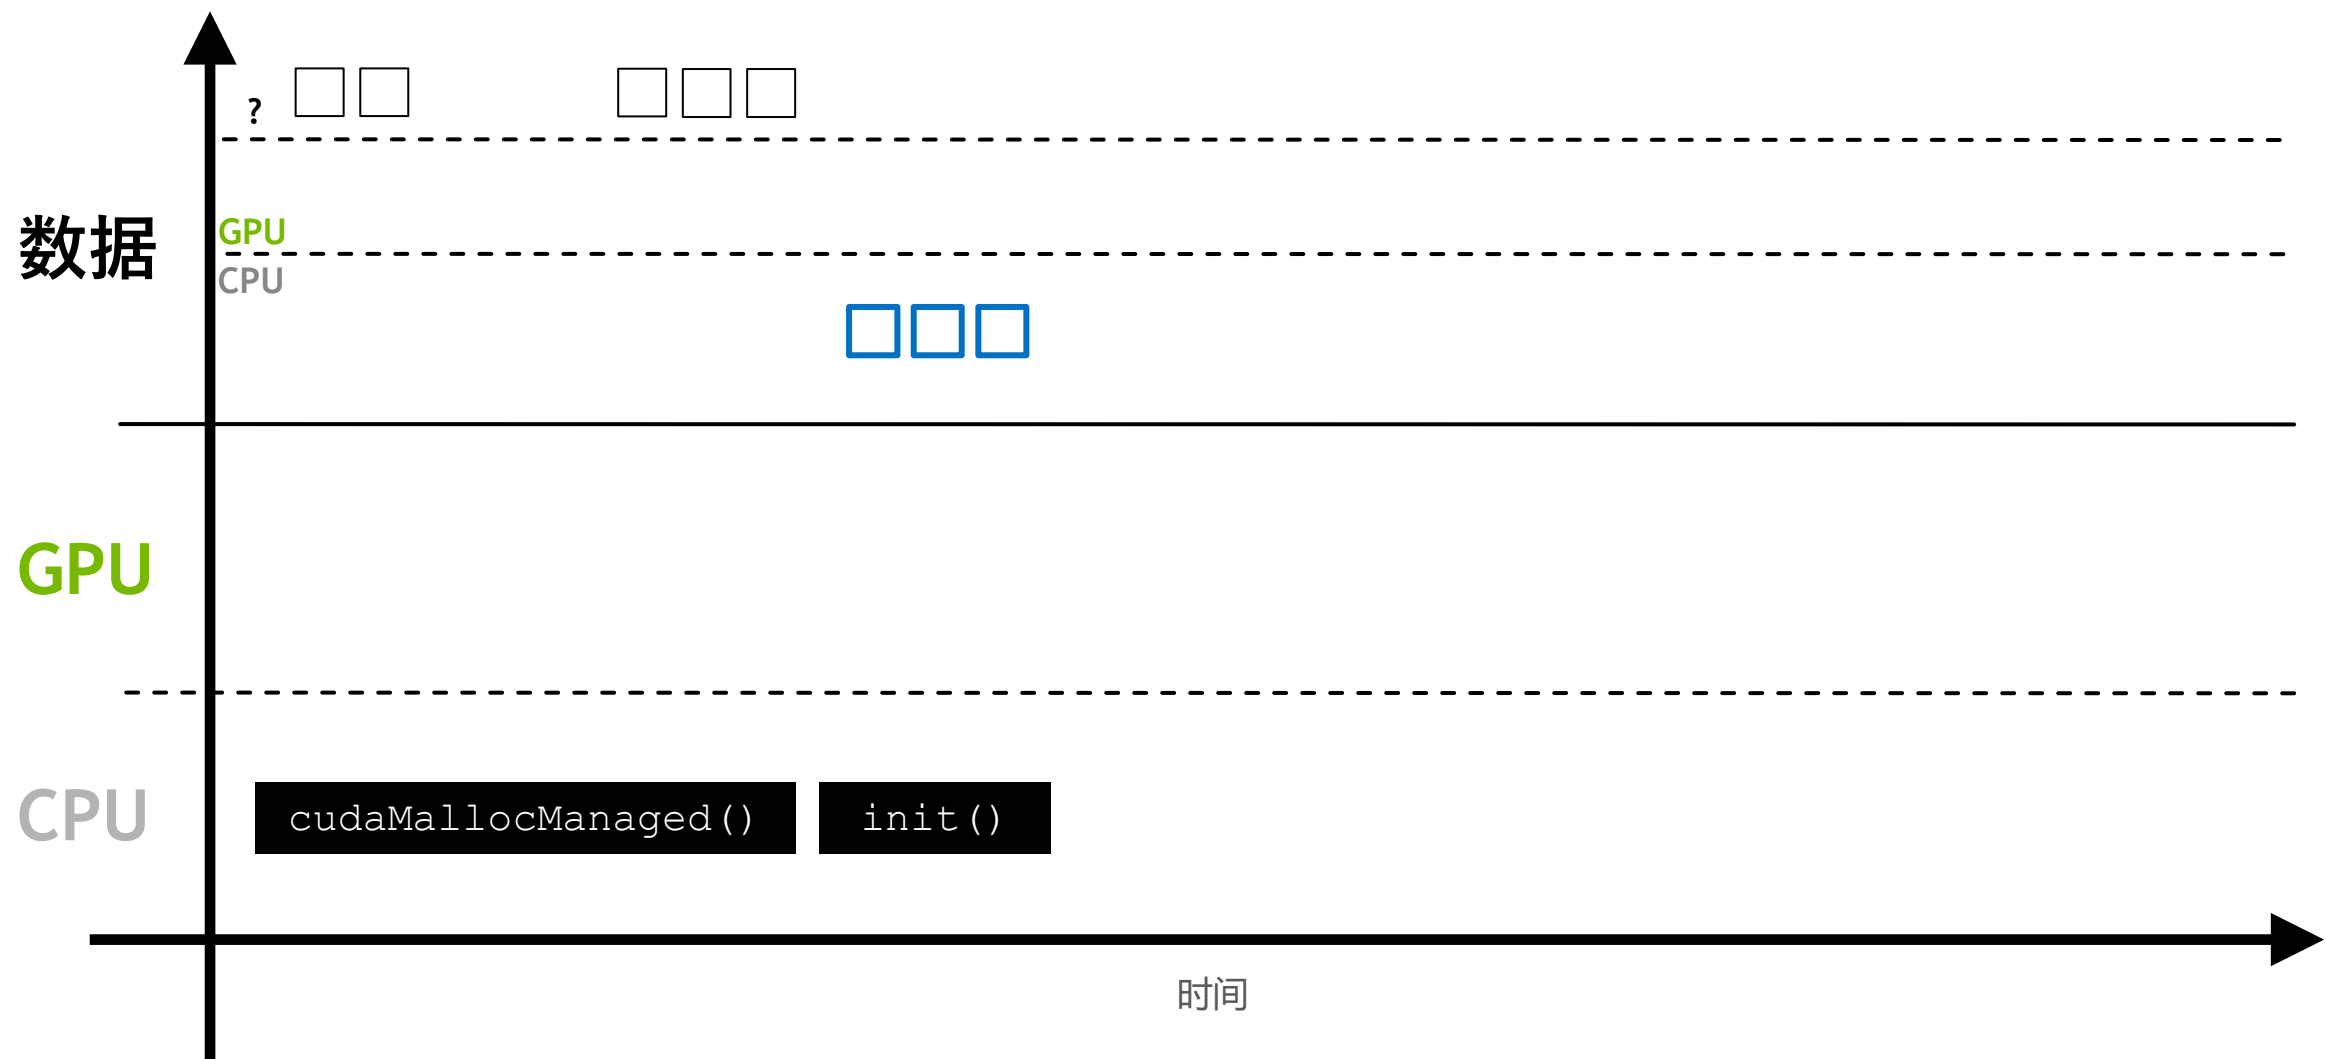 ?
数据
GPU
CPU
GPU
CPU
cudaMallocManaged()
init()
时间